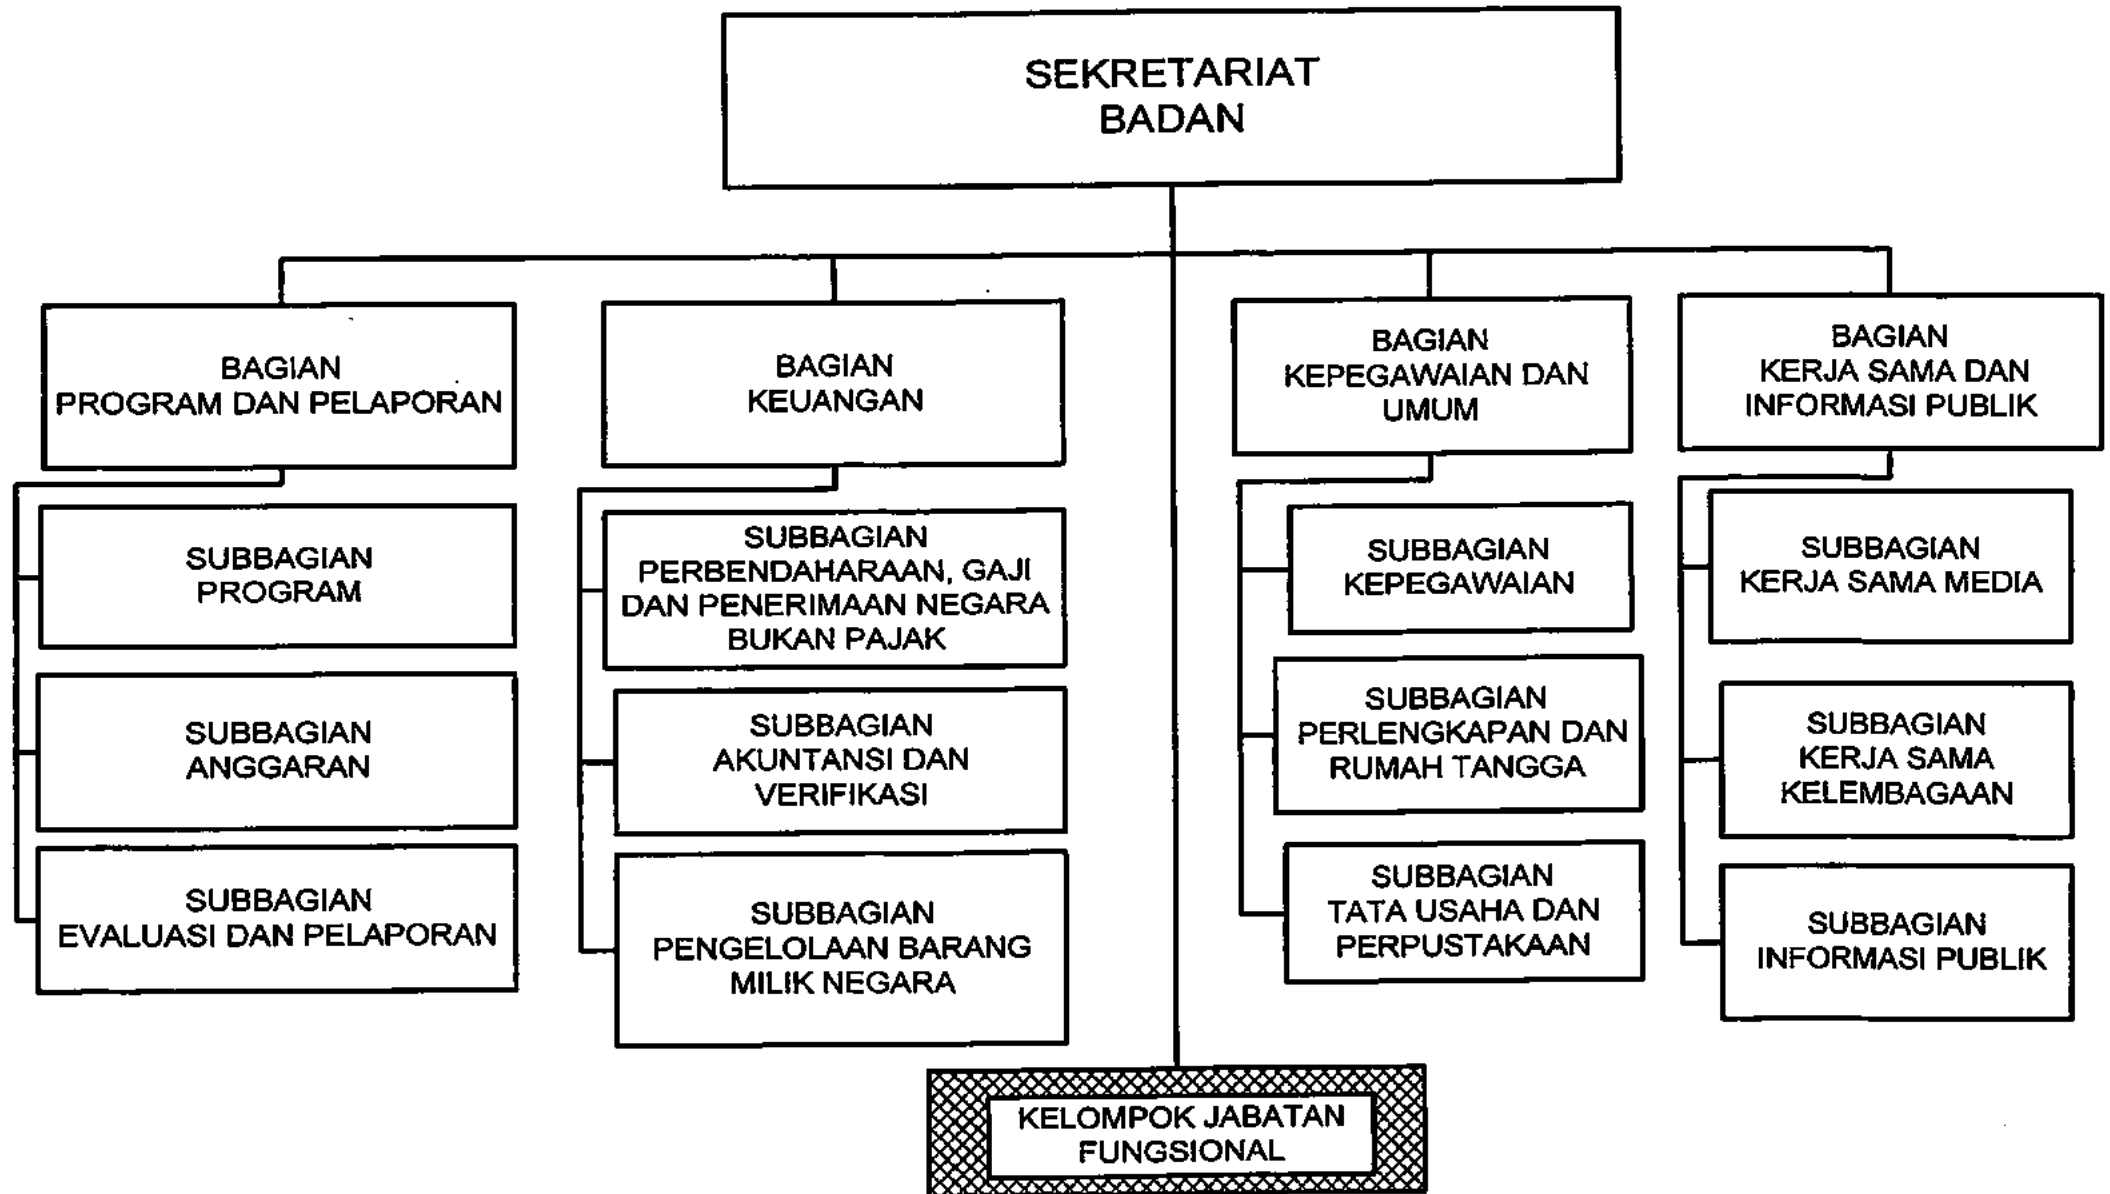 SEKRETARIAT
BADAN
BAGIAN
PROGRAM DAN PELAPORAN
BAGIAN
KEUANGAN
BAGIAN
KEPEGAWAIAN DAN
UMUM
BAGIAN
KERJA SAMA DAN
INFORMASI PUBLIK
SUBBAGIAN
PROGRAM
SUBBAGIAN
ANGGARAN
SUBBAGIAN
EVALUASI DAN PELAPORAN
SUBBAGIAN
PERBENDAHARAAN, GAJI
DAN PENERIMAAN NEGARA
BUKAN PAJAK
SUBBAGIAN
AKUNTANSI DAN
VERIFIKASI
SUBBAGIAN
PENGELOLAAN BARANG
MILIK NEGARA
SUBBAGIAN
KEPEGAWAIAN
SUBBAGIAN
PERLENGKAPAN DAN
RUMAH TANGGA
SUBBAGIAN
TATA USAHA DAN
PERPUSTAKAAN
SUBBAGIAN
KERJA SAMA MEDIA
SUBBAGIAN
KERJA SAMA
KELEMBAGAAN
SUBBAGIAN
INFORMASI PUBLIK
KELOMPOK JABATAN
FUNGSIONAL